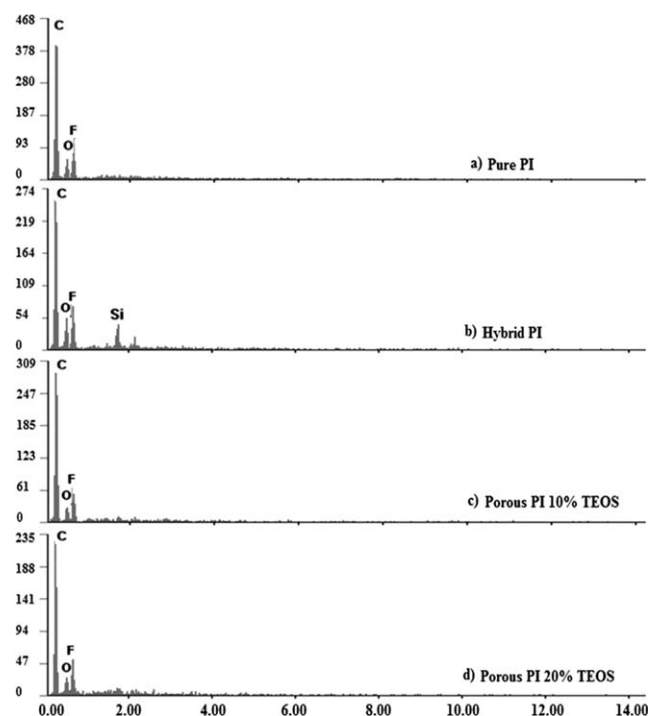 468
C
378
280
187
F
93
O
0
a) Pure PI
274
C
219
164
109
F
O
Si
54
b) Hybrid PI
0
309
C
247
185
123
F
61
O
c) Porous PI 10% TEOS
0
235
C
188
141
94
F
47
O
d) Porous PI 20% TEOS
0
0.00 2.00 4.00 6.00 8.00 10.00 12.00 14.00